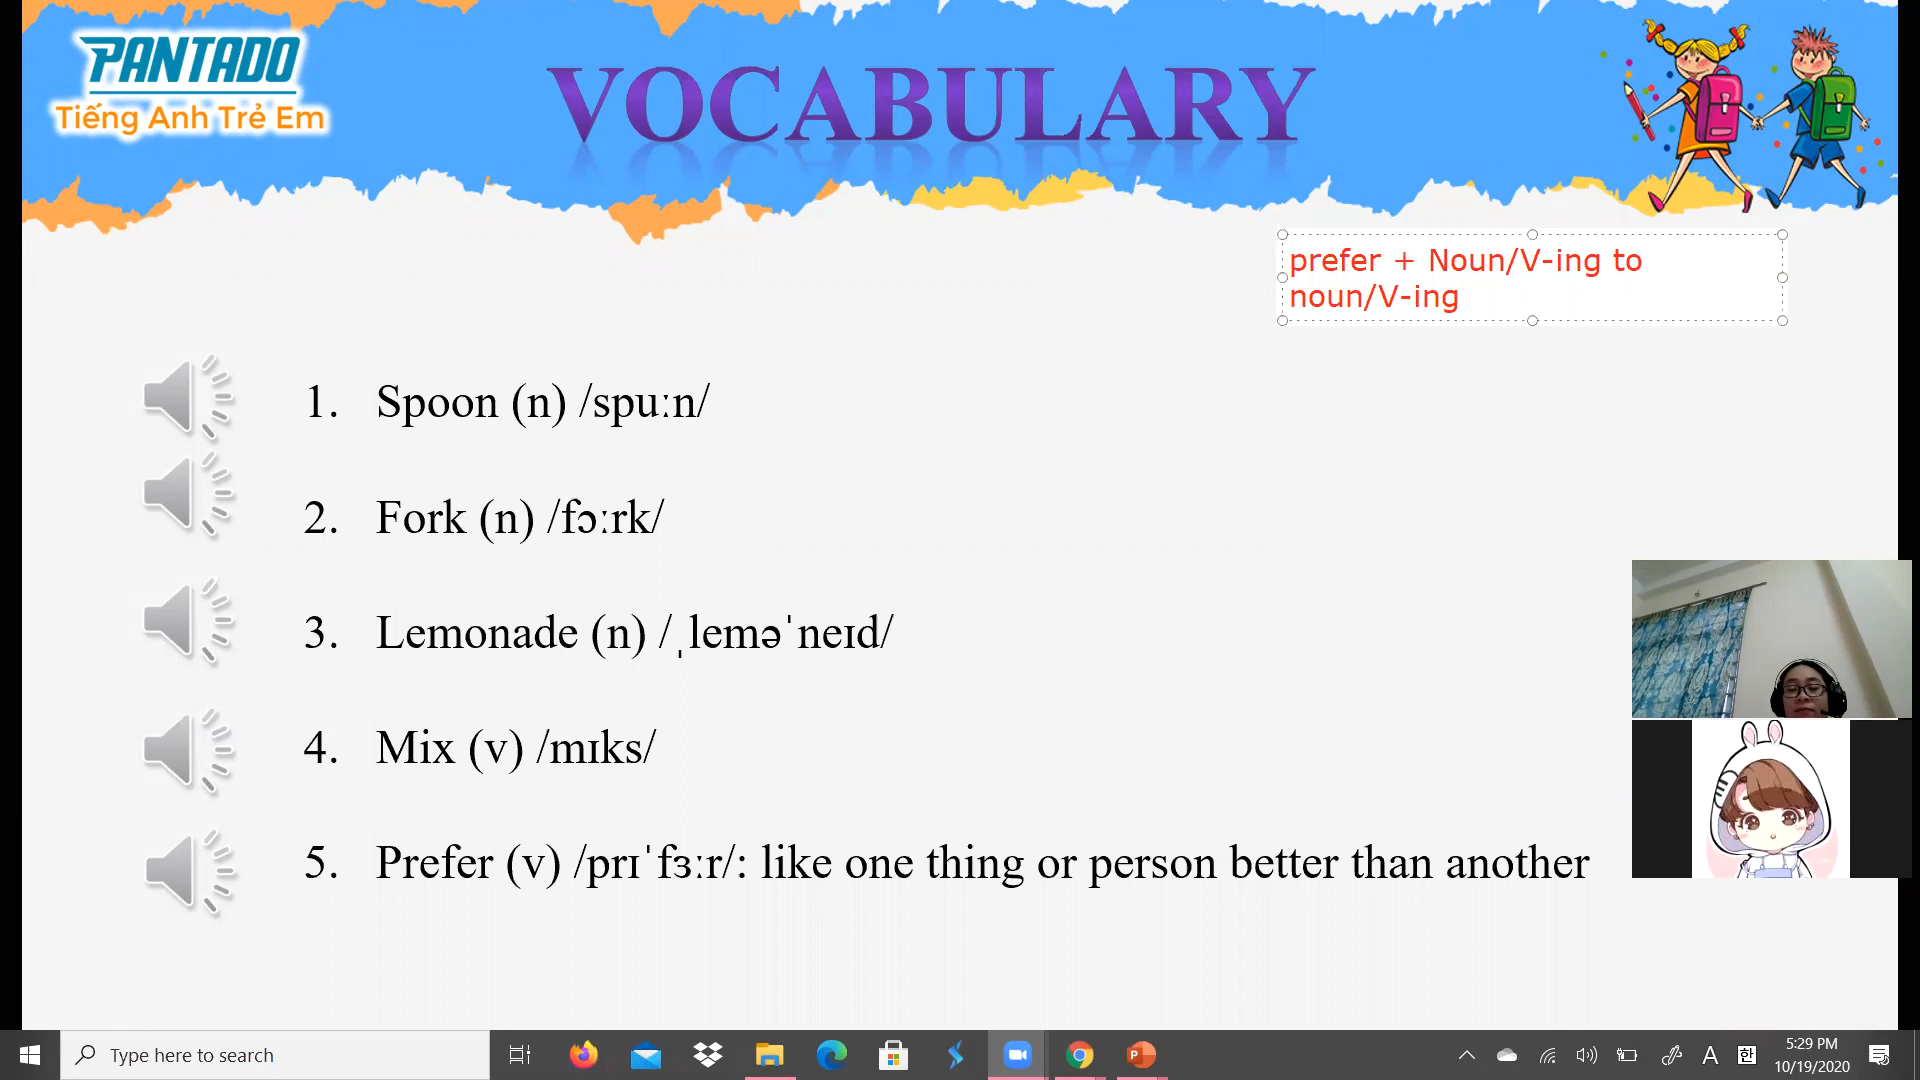 PANTADO
Tiếng Anh Trẻ Em
VOCABULARY
prefer + Noun/V-ing to
noun/V-ing
1. Spoon (n) /spuːn/
2. Fork (n) /fɔːrk/
3. Lemonade (n) /ˌleməˈneɪd/
4. Mix (v) /mɪks/
5. Prefer (v) /prɪˈfɜːr/: like one thing or person better than another
Type here to search
A
한
5:29 PM
10/19/2020